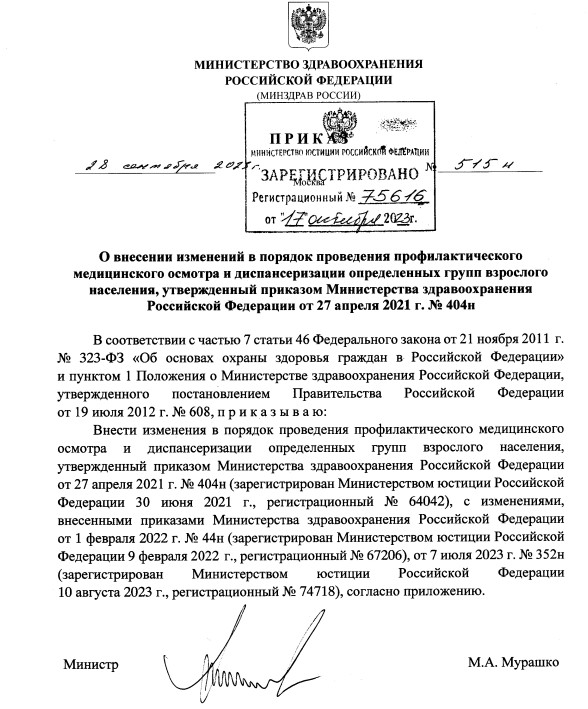 МИНИСТЕРСТВО ЗДРАВООХРАНЕНИЯ
РОССИЙСКОЙ ФЕДЕРАЦИИ
(МИНЗДРАВ РОССИИ)
ПРИКАЗ
МИНИСТЕРСТВО ЮСТИЦИИ РОССИЙСКОЙ ФЕДЕРАЦИИ
28 сентября г. № 515н
ЗАРЕГИСТРИРОВАНО
Москва
Регистрационный № 75616
от "17" октября 2023г.
О внесении изменений в порядок проведения профилактического
медицинского осмотра и диспансеризации определенных групп взрослого
населения, утвержденный приказом Министерства здравоохранения
Российской Федерации от 27 апреля 2021 г. № 404н
В соответствии с частью 7 статьи 46 Федерального закона от 21 ноября 2011 г.
№ 323-ФЗ «Об основах охраны здоровья граждан в Российской Федерации»
и пунктом 1 Положения о Министерстве здравоохранения Российской Федерации,
утвержденного постановлением Правительства Российской Федерации
от 19 июля 2012 г. № 608, п р и к а з ы в а ю:
Внести изменения в порядок проведения профилактического медицинского
осмотра и диспансеризации определенных групп взрослого населения,
утвержденный приказом Министерства здравоохранения Российской Федерации
от 27 апреля 2021 г. № 404н (зарегистрирован Министерством юстиции Российской
Федерации 30 июня 2021 г., регистрационный № 64042), с изменениями,
внесенными приказами Министерства здравоохранения Российской Федерации
от 1 февраля 2022 г. № 44н (зарегистрирован Министерством юстиции Российской
Федерации 9 февраля 2022 г., регистрационный № 67206), от 7 июля 2023 г. № 352н
(зарегистрирован Министерством юстиции Российской Федерации
10 августа 2023 г., регистрационный № 74718), согласно приложению.
Министр М.А. Мурашко